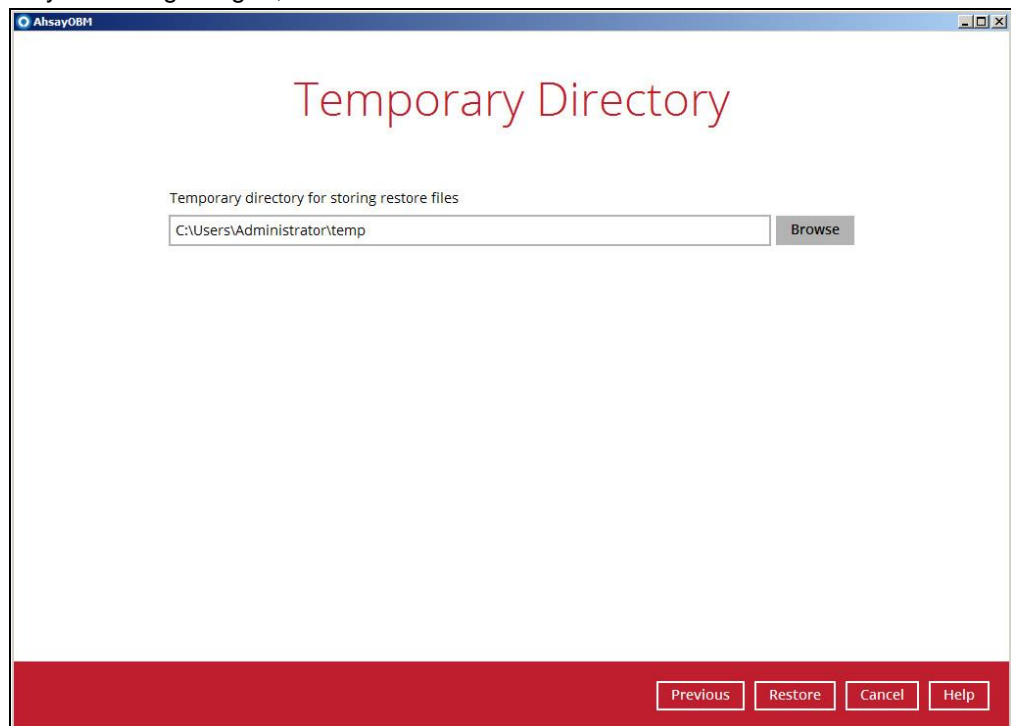 AhsayOBM
Temporary Directory
Temporary directory for storing restore files
C:\Users\Administrator\temp
Browse
Previous Restore Cancel Help